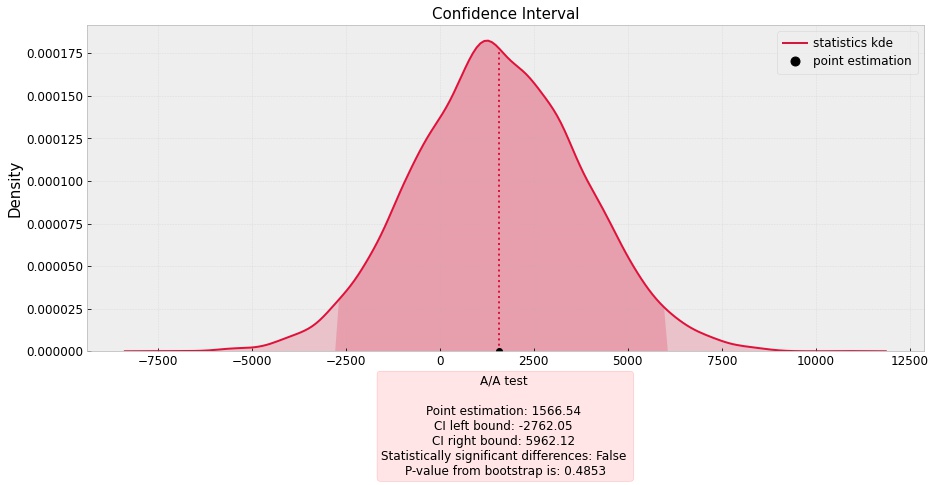 Confidence Interval
statistics kde
point estimation
Density
0.000175
0.000150
0.000125
0.000100
0.000075
0.000050
0.000025
0.000000
−7500 −5000 −2500 0 2500 5000 7500 10000 12500
A/A test
Point estimation: 1566.54
CI left bound: -2762.05
CI right bound: 5962.12
Statistically significant differences: False
P-value from bootstrap is: 0.4853